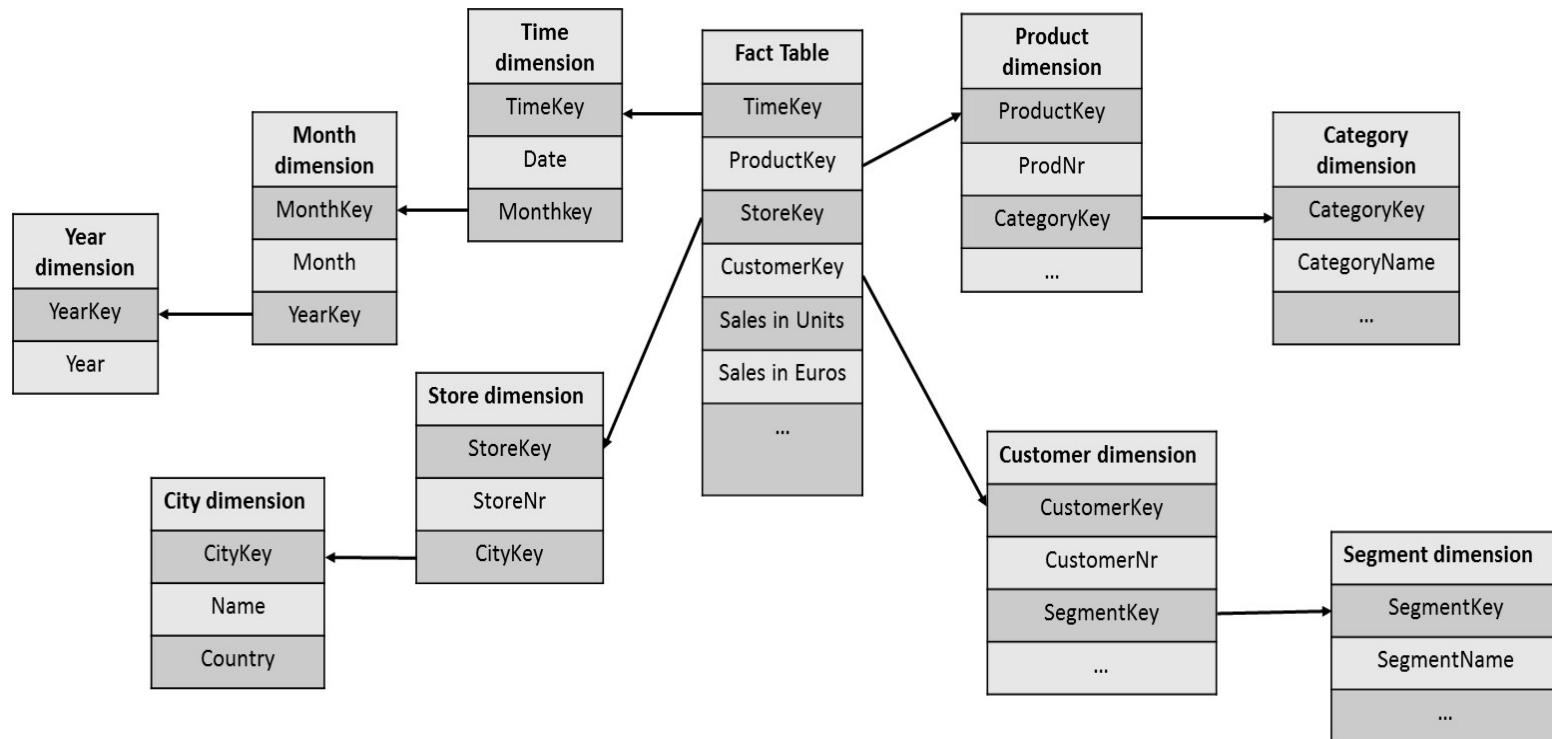 Time
dimension
TimeKey
Date
Monthkey
Fact Table
TimeKey
ProductKey
StoreKey
CustomerKey
Sales in Units
Sales in Euros
...
Product
dimension
ProductKey
ProdNr
CategoryKey
...
Month
dimension
MonthKey
Month
YearKey
Category
dimension
CategoryKey
CategoryName
...
Year
dimension
YearKey
Year
Store dimension
StoreKey
StoreNr
CityKey
Customer dimension
CustomerKey
CustomerNr
SegmentKey
...
City dimension
CityKey
Name
Country
Segment dimension
SegmentKey
SegmentName
...